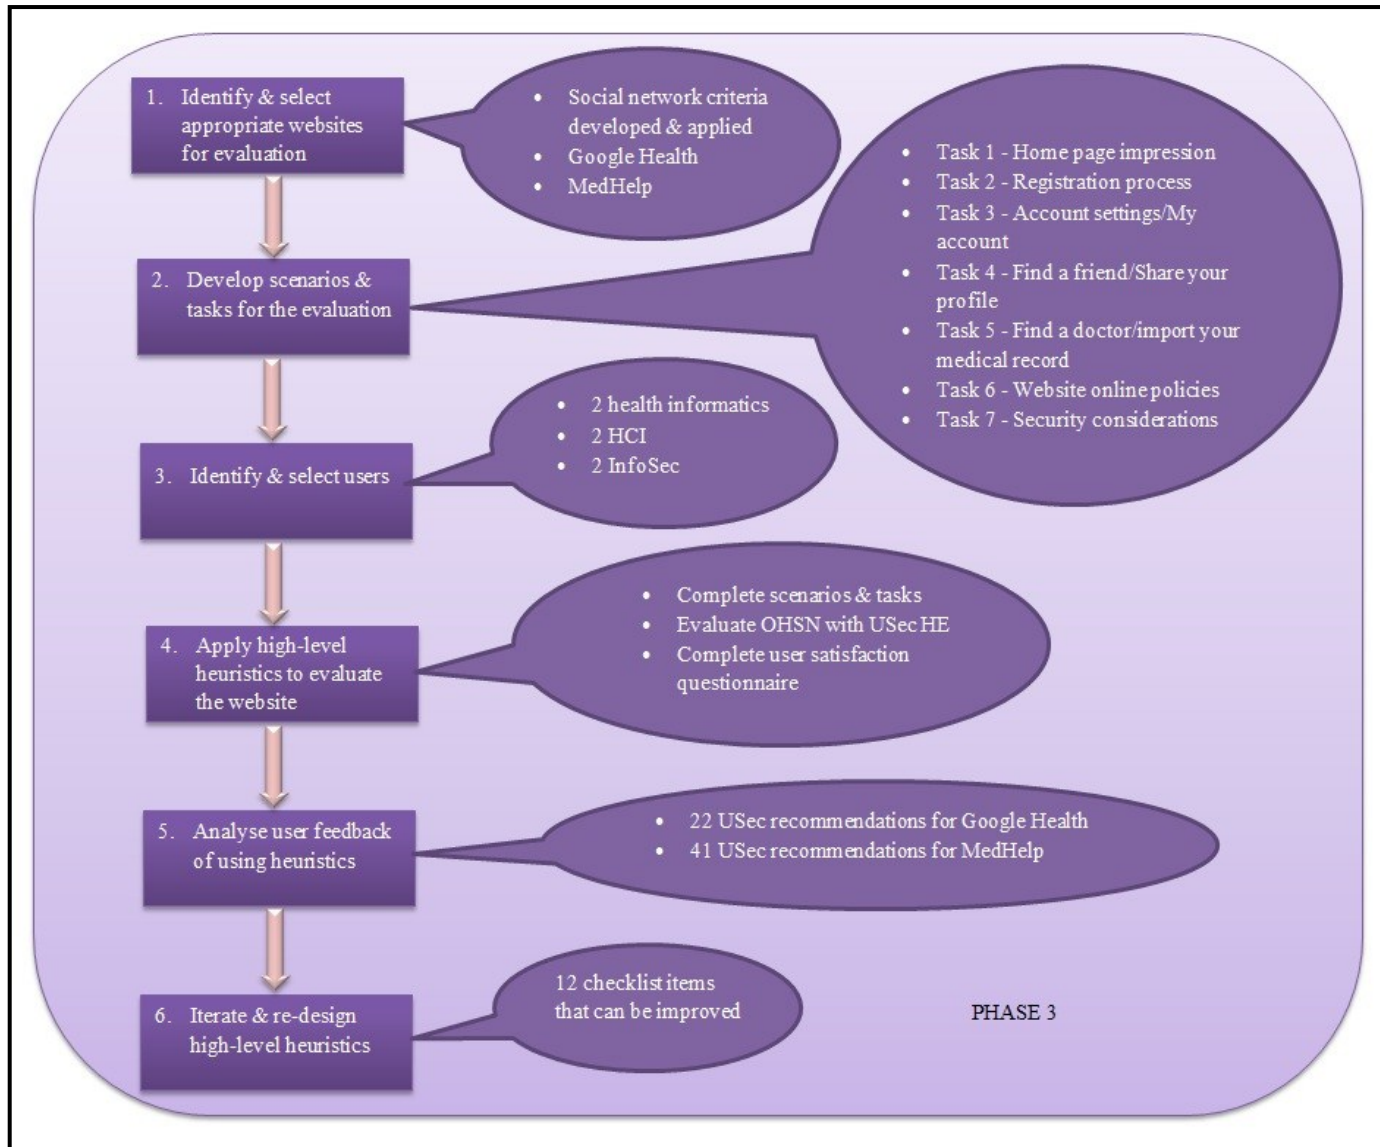 1. Identify & select
appropriate websites
for evaluation
• Social network criteria
developed & applied
• Google Health
• MedHelp
2. Develop scenarios &
tasks for the evaluation
• Task 1 - Home page impression
• Task 2 - Registration process
• Task 3 - Account settings/My
account
• Task 4 - Find a friend/Share your
profile
• Task 5 - Find a doctor/import your
medical record
• Task 6 - Website online policies
• Task 7 - Security considerations
3. Identify & select users
• 2 health informatics
• 2 HCI
• 2 InfoSec
4. Apply high-level
heuristics to evaluate
the website
• Complete scenarios & tasks
• Evaluate OHSN with USec HE
• Complete user satisfaction
questionnaire
5. Analyse user feedback
of using heuristics
• 22 USec recommendations for Google Health
• 41 USec recommendations for MedHelp
6. Iterate & re-design
high-level heuristics
12 checklist items
that can be improved
PHASE 3